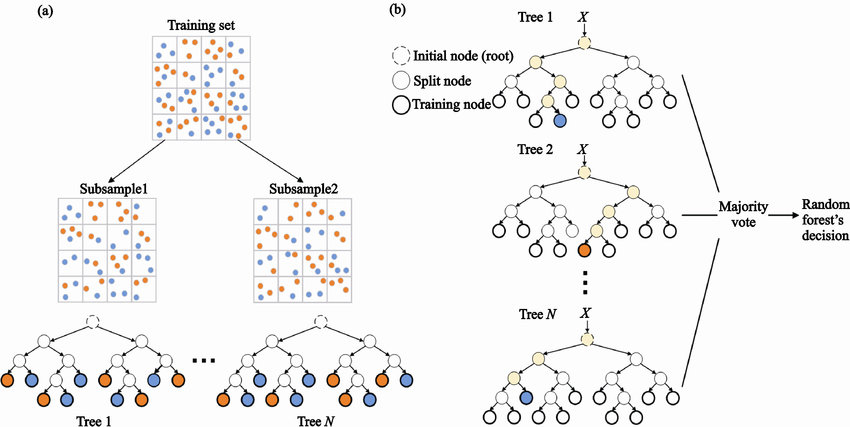 (a)
Training set
Subsample1
Subsample2
Tree 1
Tree N
(b)
Initial node (root)
Split node
Training node
Tree 1
X
Tree 2
X
Tree N
X
Majority
vote
Random
forest's
decision